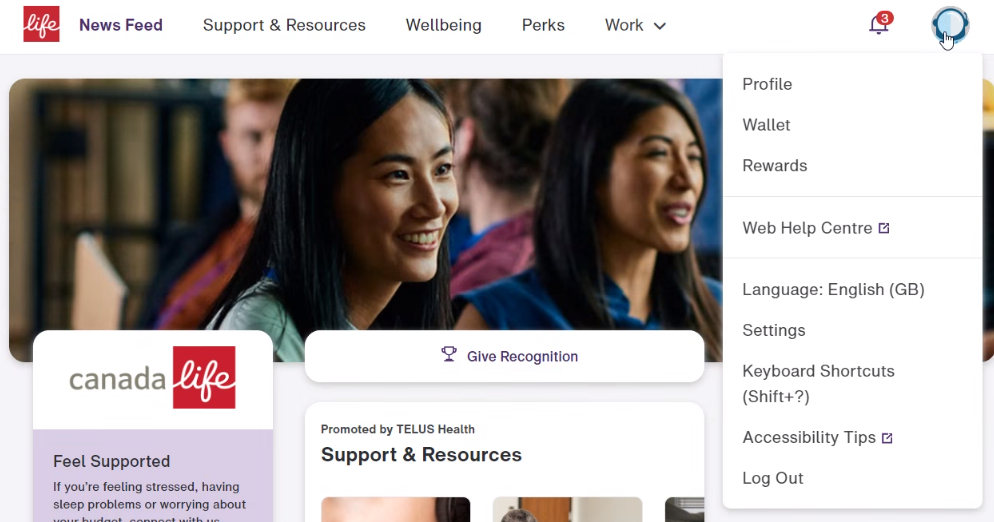 life
News Feed
Support & Resources
Wellbeing
Perks
Work
3
Profile
Wallet
Rewards
Web Help Centre
Language: English (GB)
Settings
Keyboard Shortcuts
(Shift+?)
Accessibility Tips
Log Out
Give Recognition
canada life
Feel Supported
If you're feeling stressed, having
sleep problems or worrying about
your budget, connect with us
Promoted by TELUS Health
Support & Resources